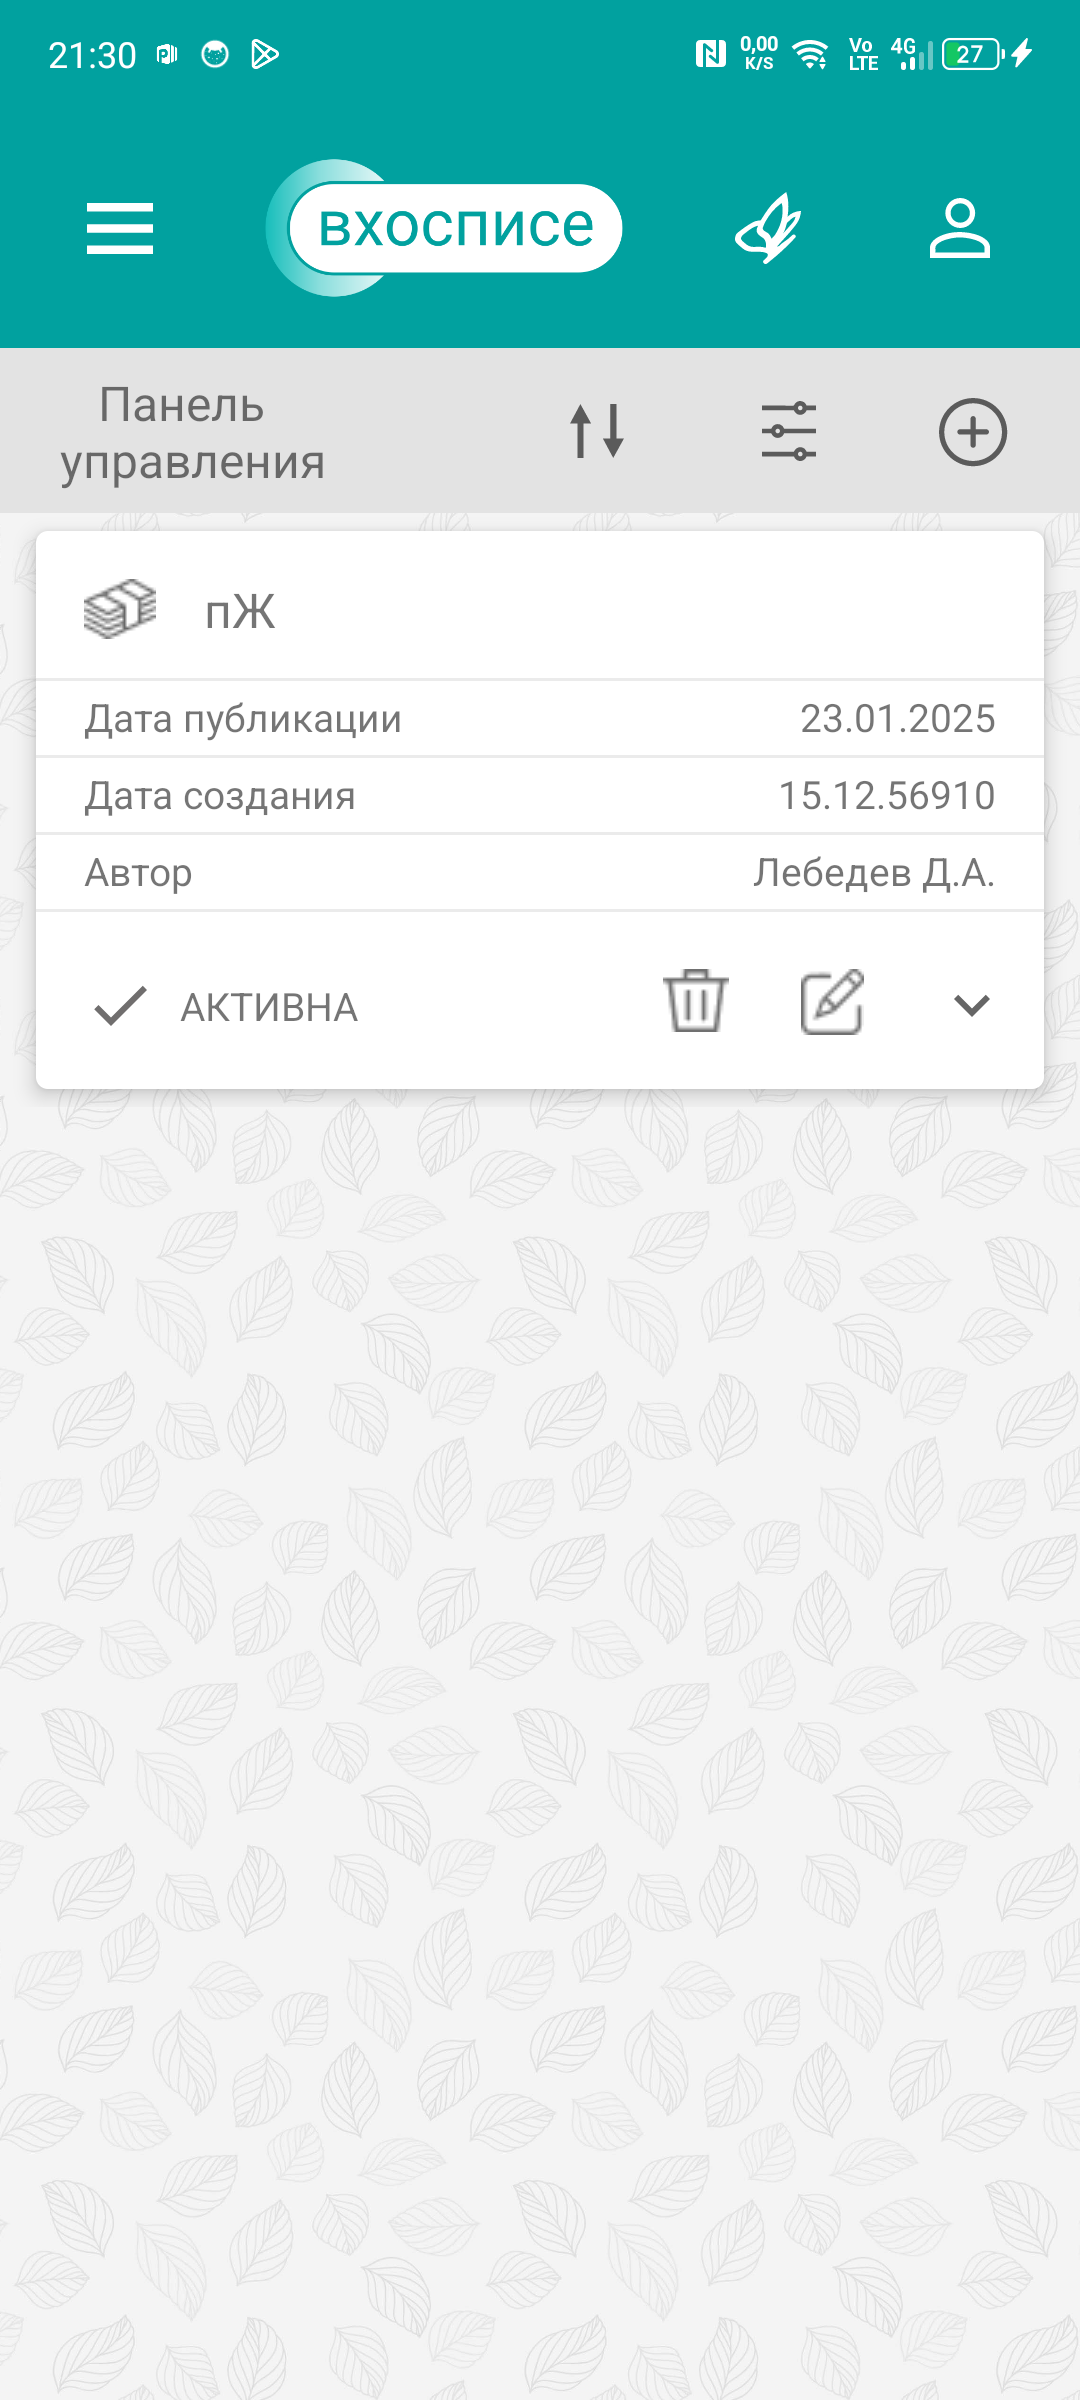 21:30
0,00
K/S
Vo
LTE
4G
27
вхосписе
Панель
управления
пЖ
Дата публикации 23.01.2025
Дата создания 15.12.56910
Автор Лебедев Д.А.
АКТИВНА